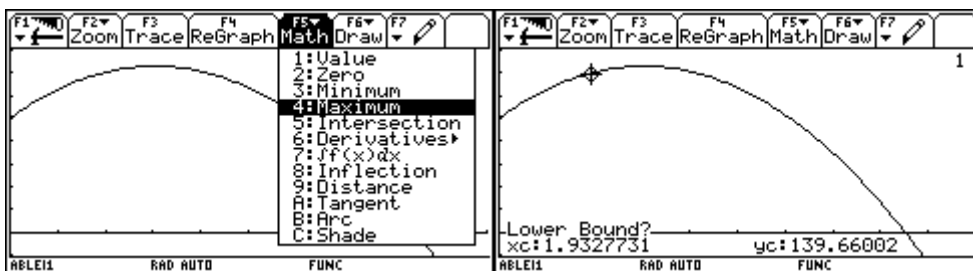 F1 F2 F3 F4 F5 F6 F7
Zoom Trace ReGraph Math Draw
1:Value
2:Zero
3:Minimum
4:Maximum
5:Intersection
6:Derivatives
7:∫f(x)dx
8:Inflection
9:Distance
A:Tangent
B:Arc
C:Shade
ABLEI1 RAD AUTO FUNC
F1 F2 F3 F4 F5 F6 F7
Zoom Trace ReGraph Math Draw
1
Lower Bound?
xc:1.9327731 yc:139.66002
ABLEI1 RAD AUTO FUNC